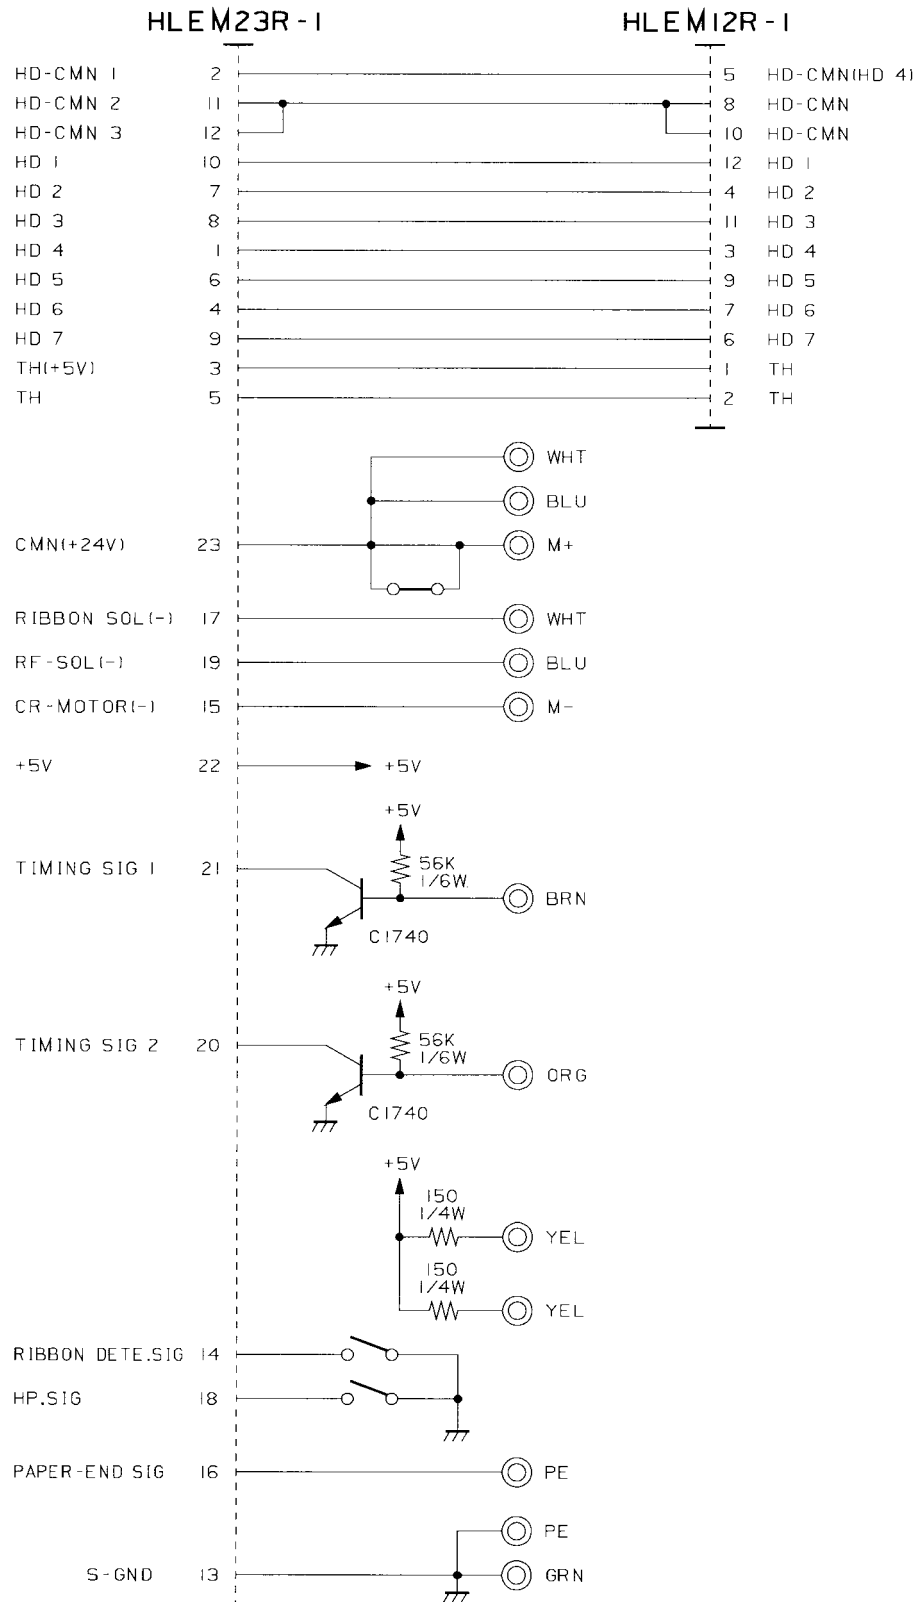 HLEM23R-1 HLEM12R-1
HD-CMN 1 2 5 HD-CMN(HD 4)
HD-CMN 2 11 8 HD-CMN
HD-CMN 3 12 10 HD-CMN
HD 1 10 12 HD 1
HD 2 7 4 HD 2
HD 3 8 11 HD 3
HD 4 1 3 HD 4
HD 5 6 9 HD 5
HD 6 4 7 HD 6
HD 7 9 6 HD 7
TH(+5V) 3 1 TH
TH 5 2 TH
WHT
BLU
CMN(+24V) 23 M+
RIBBON SOL(-) 17 WHT
RF-SOL(-) 19 BLU
CR-MOTOR(-) 15 M-
+5V 22 +5V
+5V
TIMING SIG 1 21 56K
1/6W
BRN
C1740
+5V
TIMING SIG 2 20 56K
1/6W
ORG
C1740
+5V
150
1/4W
YEL
150
1/4W
YEL
RIBBON DETE.SIG 14
HP.SIG 18
PAPER-END SIG 16 PE
PE
S-GND 13 GRN